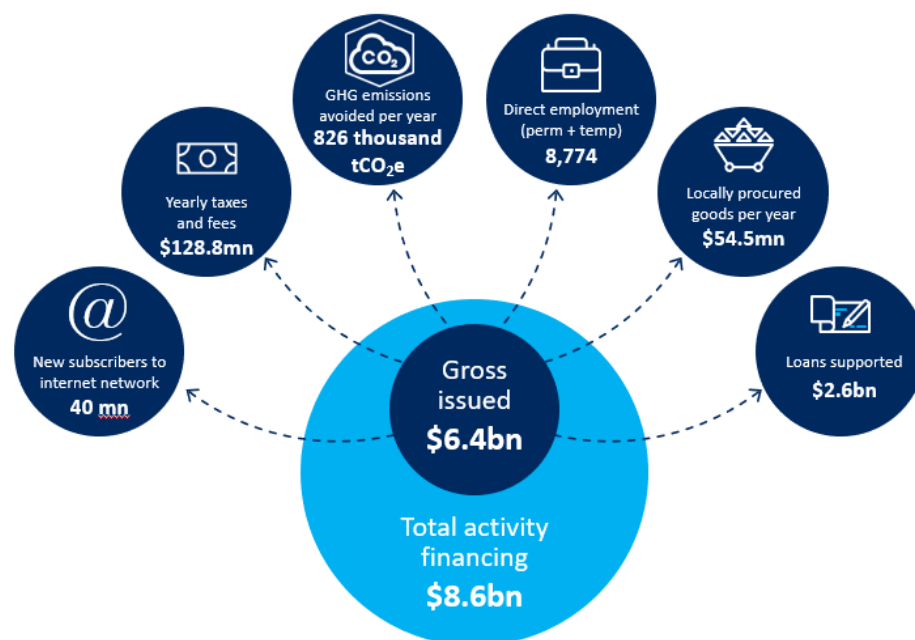 CO₂
GHG emissions
avoided per year
826 thousand
tCO₂e
Direct employment
(perm + temp)
8,774
Yearly taxes
and fees
$128.8mn
Locally procured
goods per year
$54.5mn
@
New subscribers to
internet network
40 mn
Loans supported
$2.6bn
Gross
issued
$6.4bn
Total activity
financing
$8.6bn